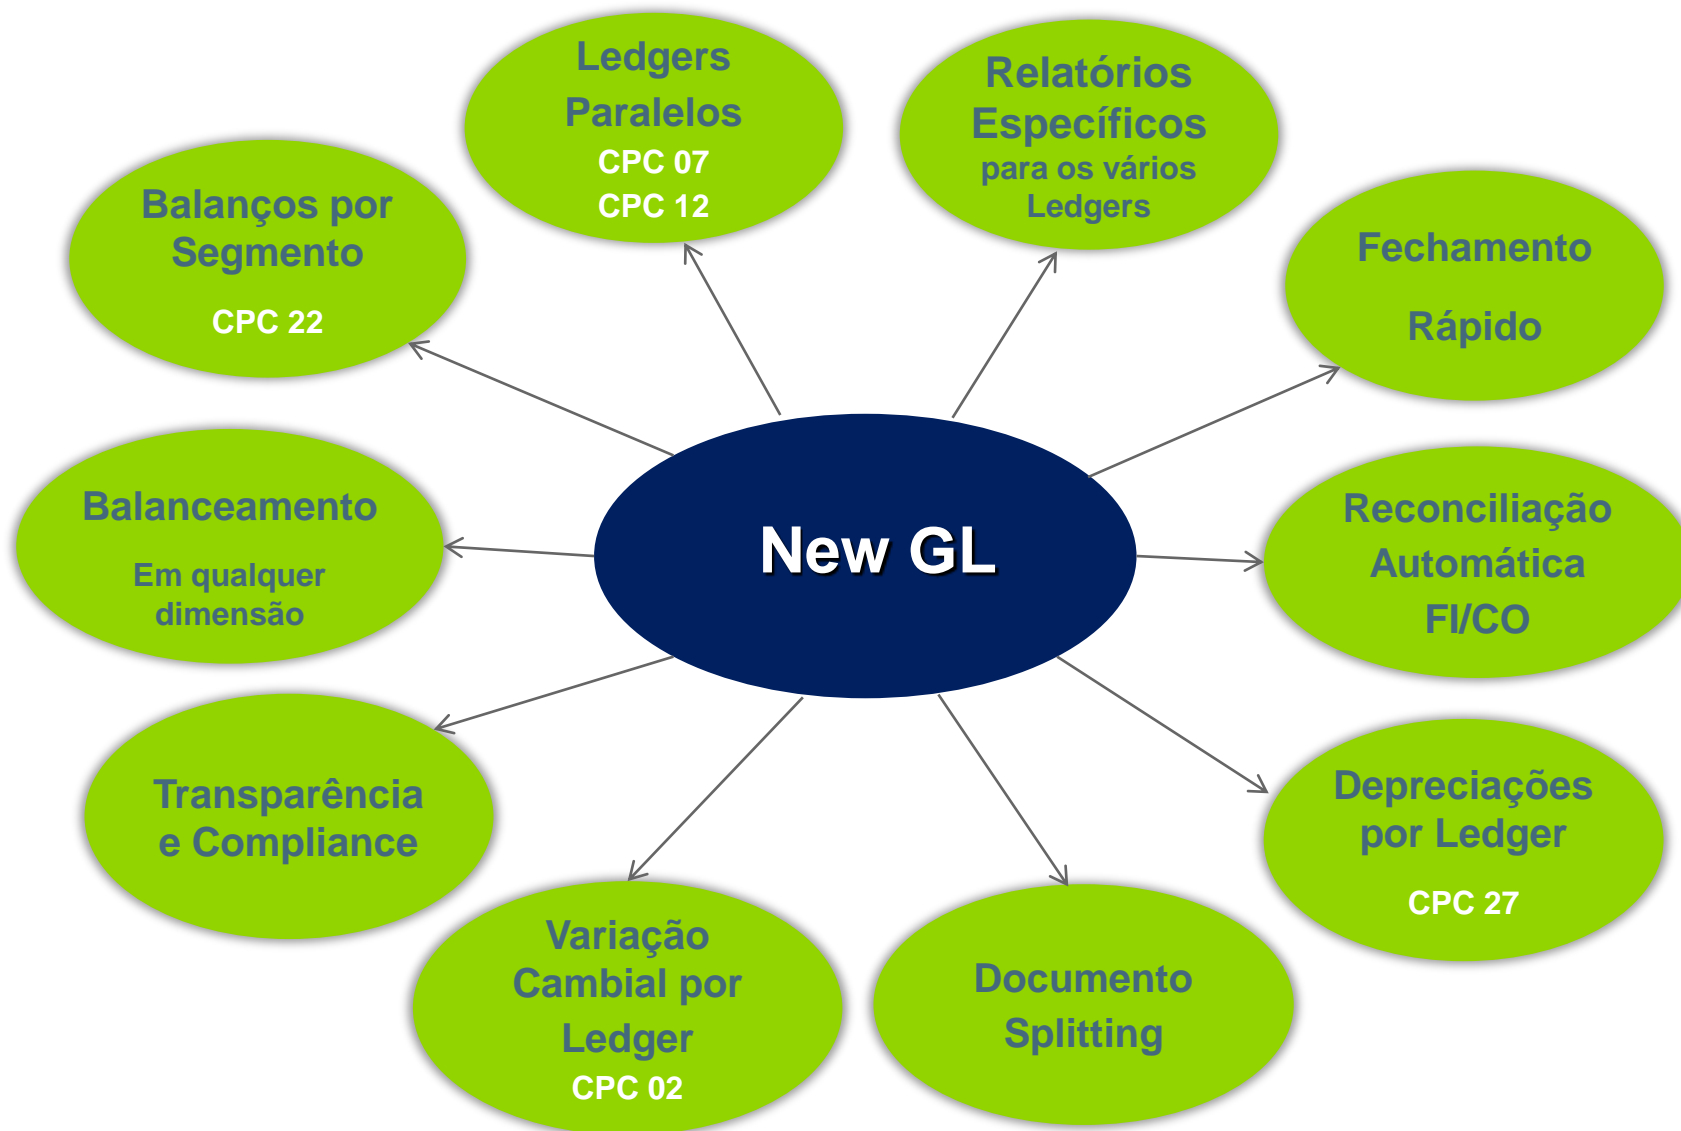 Ledgers
Paralelos
CPC 07
CPC 12
Relatórios
Específicos
para os vários
Ledgers
Balanços por
Segmento
CPC 22
Fechamento
Rápido
Balanceamento
Em qualquer
dimensão
New GL
Reconciliação
Automática
FI/CO
Transparência
e Compliance
Depreciações
por Ledger
CPC 27
Variação
Cambial por
Ledger
CPC 02
Documento
Splitting